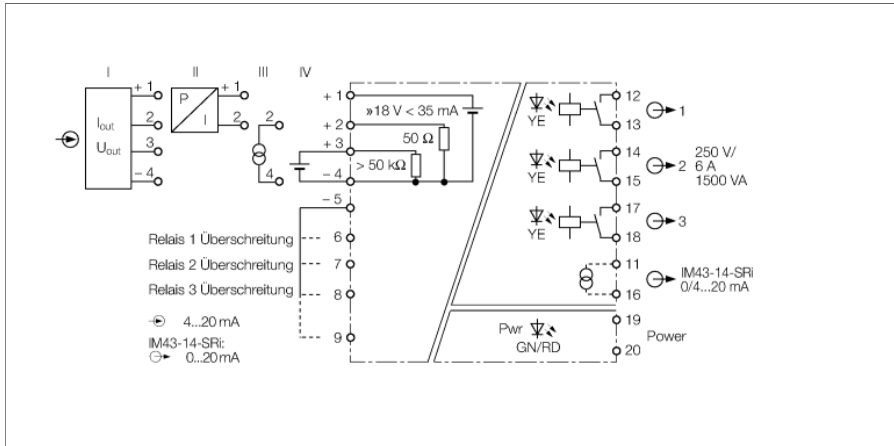 I II III IV
+ 1
2
3
− 4
Iout
Uout
P
I
+ 1
2
2
4
+ 1
+ 2
+ 3
− 4
− 5
6
7
8
9
»18 V < 35 mA
50 Ω
> 50 kΩ
Relais 1 Überschreitung
Relais 2 Überschreitung
Relais 3 Überschreitung
4...20 mA
IM43-14-SRi:
0...20 mA
YE
12
13
1
YE
14
15
2
250 V/
6 A
1500 VA
YE
17
18
3
11
16
IM43-14-SRi
0/4...20 mA
Pwr
GN/RD
19
20
Power